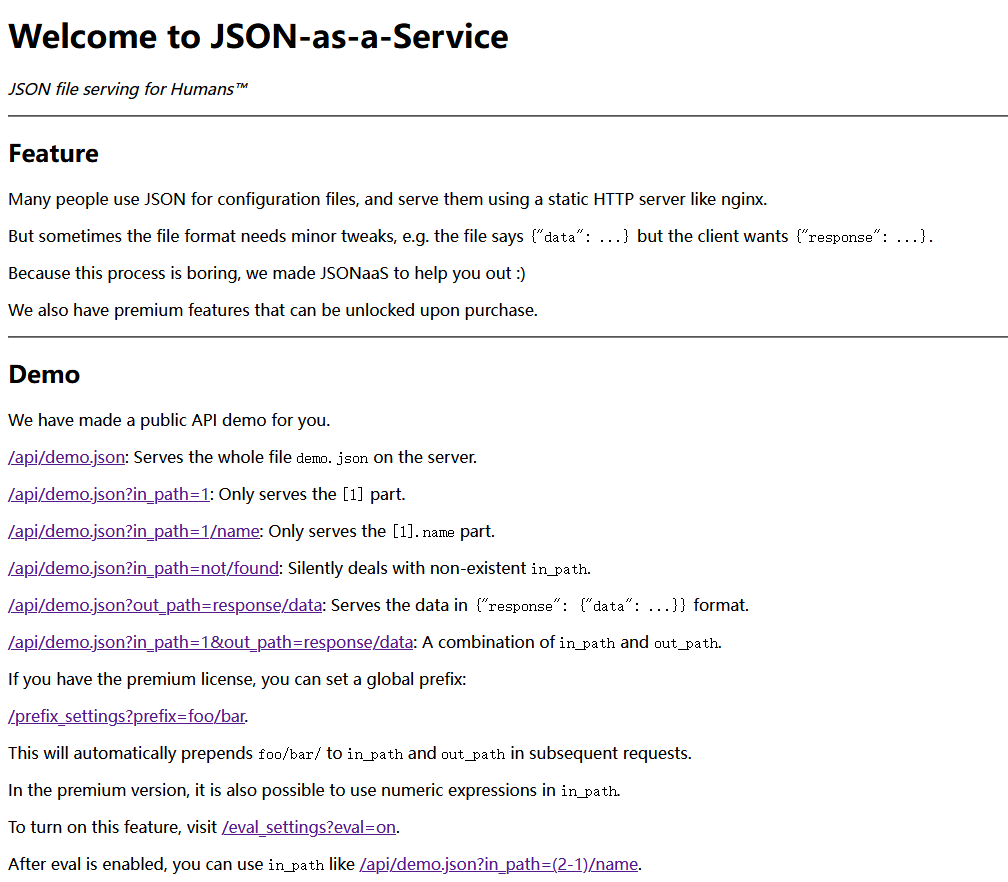 Welcome to JSON-as-a-Service
JSON file serving for Humans™
Feature
Many people use JSON for configuration files, and serve them using a static HTTP server like nginx.
But sometimes the file format needs minor tweaks, e.g. the file says {"data": ...} but the client wants {"response": ...}.
Because this process is boring, we made JSONaaS to help you out :)
We also have premium features that can be unlocked upon purchase.
Demo
We have made a public API demo for you.
/api/demo.json: Serves the whole file demo.json on the server.
/api/demo.json?in_path=1: Only serves the [1] part.
/api/demo.json?in_path=1/name: Only serves the [1].name part.
/api/demo.json?in_path=not/found: Silently deals with non-existent in_path.
/api/demo.json?out_path=response/data: Serves the data in {"response": {"data": ...}} format.
/api/demo.json?in_path=1&out_path=response/data: A combination of in_path and out_path.
If you have the premium license, you can set a global prefix:
/prefix_settings?prefix=foo/bar.
This will automatically prepends foo/bar/ to in_path and out_path in subsequent requests.
In the premium version, it is also possible to use numeric expressions in in_path.
To turn on this feature, visit /eval_settings?eval=on.
After eval is enabled, you can use in_path like /api/demo.json?in_path=(2-1)/name.